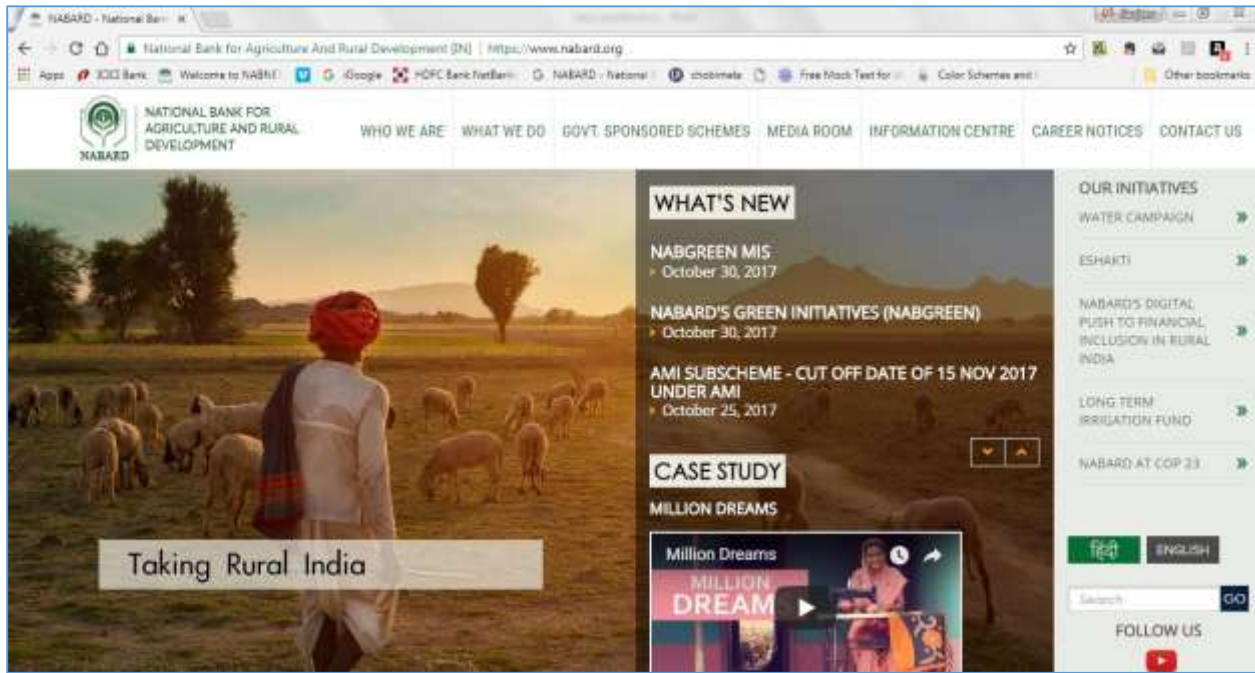 NABARD - National Ban
National Bank for Agriculture And Rural Development [IN] | https://www.nabard.org
Apps
ICICI Bank
Welcome to NABNET
Google
HDFC Bank NetBank
NABARD - National
Free Mock Test for
Color Schemes and
Other bookmarks
NABARD
NATIONAL BANK FOR
AGRICULTURE AND RURAL
DEVELOPMENT
WHO WE ARE
WHAT WE DO
GOVT. SPONSORED SCHEMES
MEDIA ROOM
INFORMATION CENTRE
CAREER NOTICES
CONTACT US
Taking Rural India
WHAT'S NEW
NABGREEN MIS
October 30, 2017
NABARD'S GREEN INITIATIVES (NABGREEN)
October 30, 2017
AMI SUBSCHEME - CUT OFF DATE OF 15 NOV 2017
UNDER AMI
October 25, 2017
CASE STUDY
MILLION DREAMS
Million Dreams
MILLION
DREAM
OUR INITIATIVES
WATER CAMPAIGN
ESHAKTI
NABARD'S DIGITAL
PUSH TO FINANCIAL
INCLUSION IN RURAL
INDIA
LONG TERM
IRRIGATION FUND
NABARD AT COP 23
हिंदी
ENGLISH
Search
GO
FOLLOW US